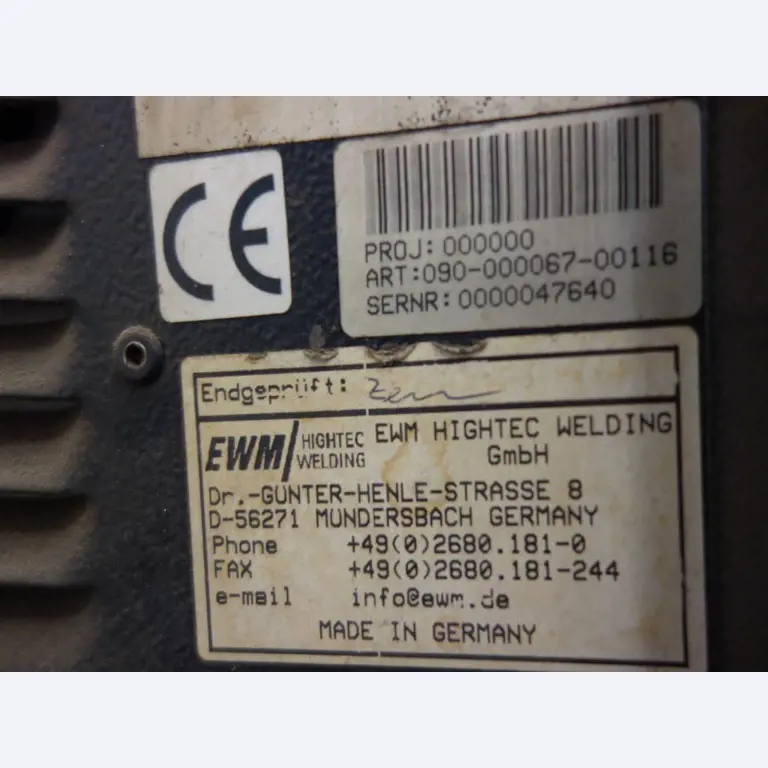 CE
PROJ: 000000
ART:090-000067-00116
SERNR: 0000047640
Endgeprüft:
EWM HIGHTEC WELDING
EWM HIGHTEC WELDING
GmbH
Dr.-GUNTER-HENLE-STRASSE 8
D-56271 MUNDERSBACH GERMANY
Phone +49(0)2680.181-0
FAX +49(0)2680.181-244
e-mail info@ewm.de
MADE IN GERMANY